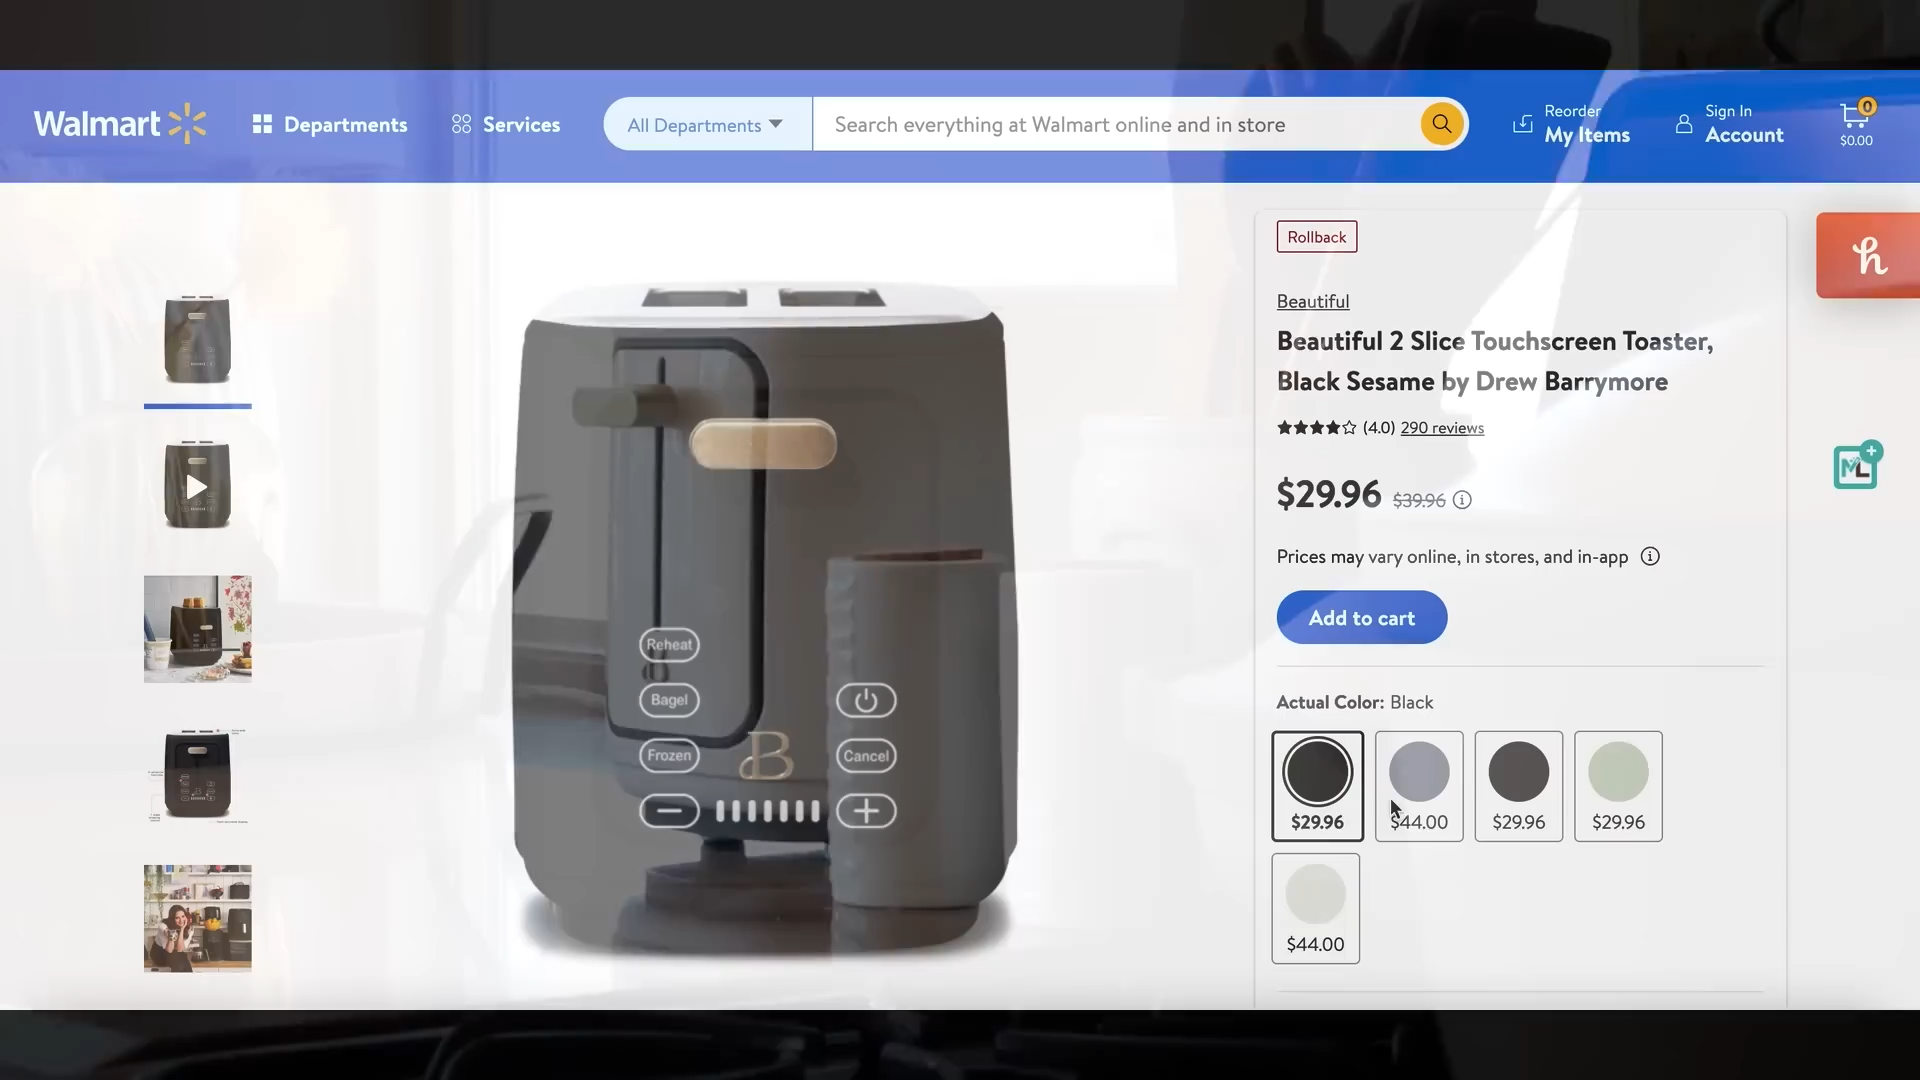 Walmart
Departments
Services
All Departments
Search everything at Walmart online and in store
Reorder
My Items
Sign In
Account
0
$0.00
Rollback
h
Beautiful
Beautiful 2 Slice Touchscreen Toaster,
Black Sesame by Drew Barrymore
(4.0) 290 reviews
ML
$29.96 $39.96
Prices may vary online, in stores, and in-app
Add to cart
Actual Color: Black
$29.96
$44.00
$29.96
$29.96
$44.00
Reheat
Bagel
Frozen
B
Cancel